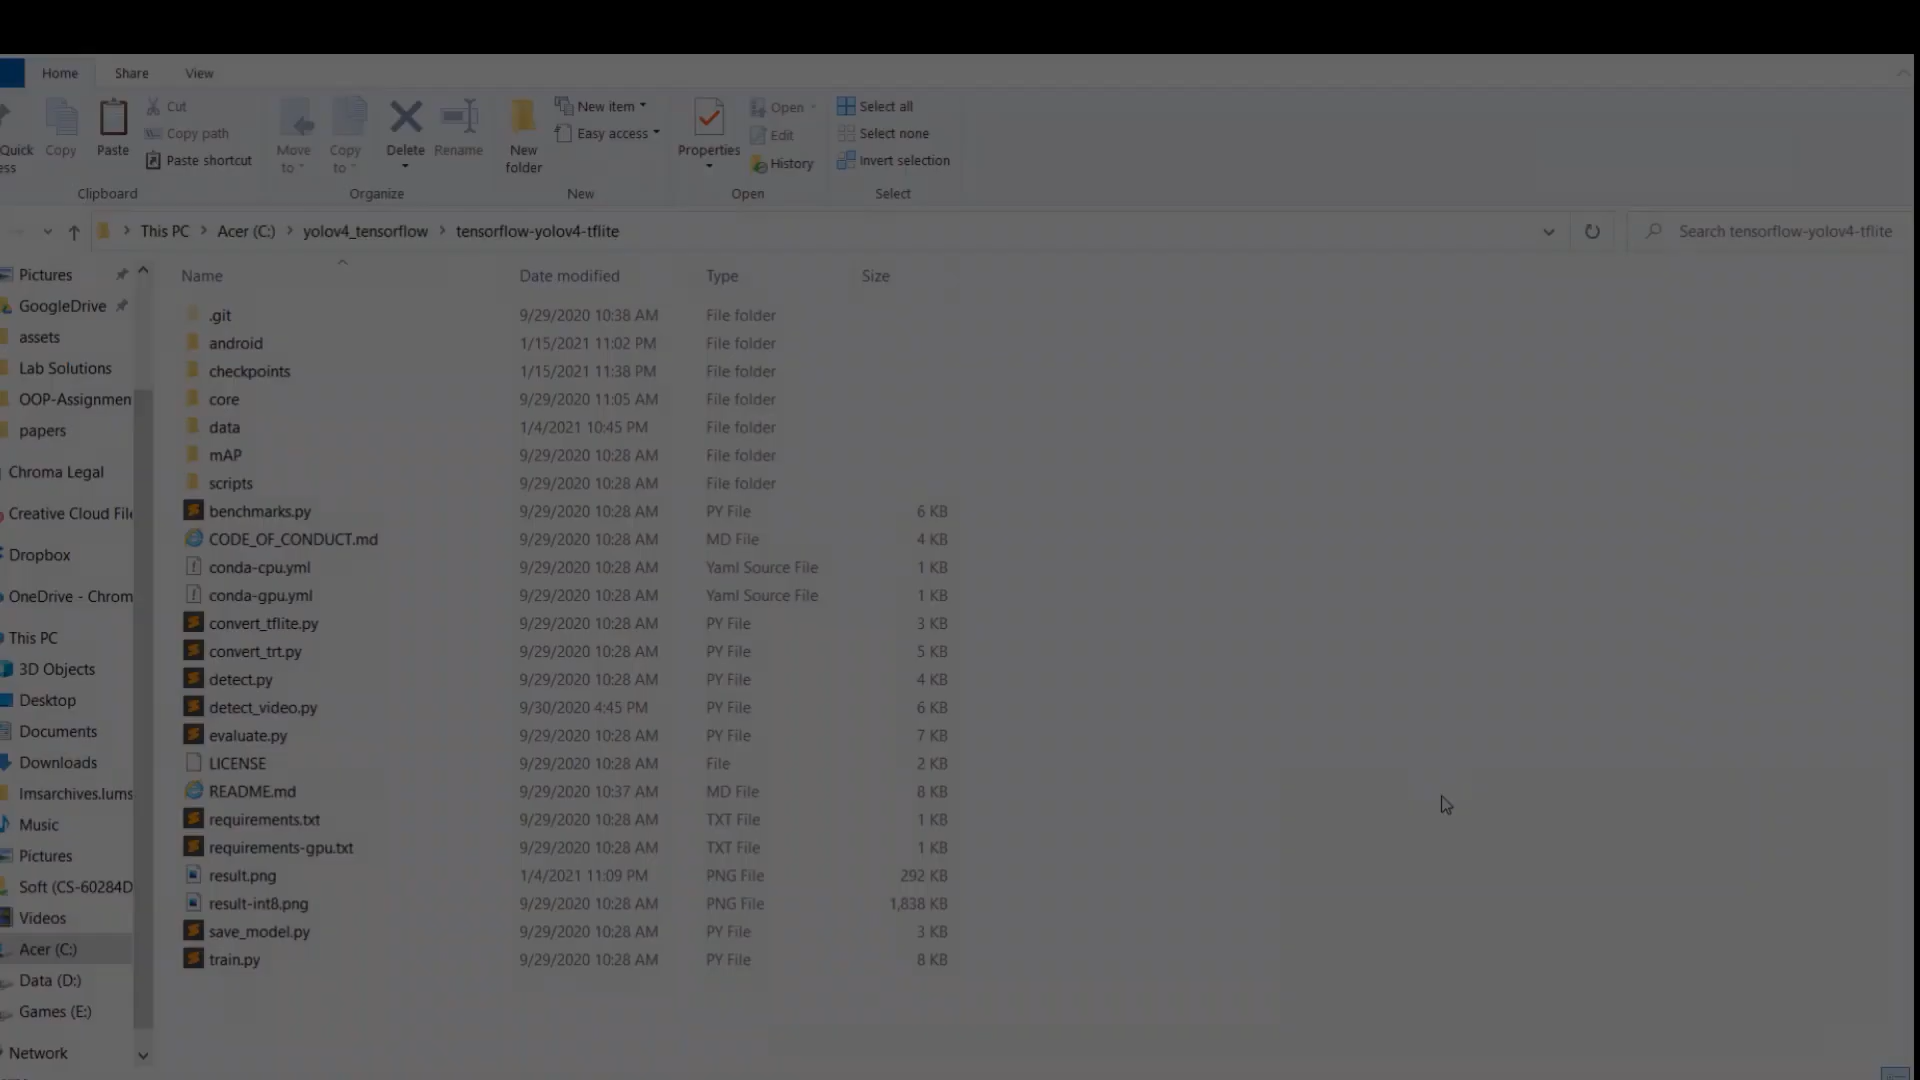 Home Share View
Cut
Copy path
Paste shortcut
Quick
ess
Copy
Paste
Clipboard
Move to
Copy to
Delete
Rename
Organize
New folder
New item
Easy access
New
Properties
Open
Edit
History
Open
Select all
Select none
Invert selection
Select
This PC > Acer (C:) > yolov4_tensorflow > tensorflow-yolov4-tflite
Search tensorflow-yolov4-tflite
Pictures
GoogleDrive
assets
Lab Solutions
OOP-Assignmen
papers
Chroma Legal
Creative Cloud File
Dropbox
OneDrive - Chrom
This PC
3D Objects
Desktop
Documents
Downloads
lmsarchives.lums
Music
Pictures
Soft (CS-60284D
Videos
Acer (C:)
Data (D:)
Games (E:)
Network
Name Date modified Type Size
.git 9/29/2020 10:38 AM File folder
android 1/15/2021 11:02 PM File folder
checkpoints 1/15/2021 11:38 PM File folder
core 9/29/2020 11:05 AM File folder
data 1/4/2021 10:45 PM File folder
mAP 9/29/2020 10:28 AM File folder
scripts 9/29/2020 10:28 AM File folder
benchmarks.py 9/29/2020 10:28 AM PY File 6 KB
CODE_OF_CONDUCT.md 9/29/2020 10:28 AM MD File 4 KB
conda-cpu.yml 9/29/2020 10:28 AM Yaml Source File 1 KB
conda-gpu.yml 9/29/2020 10:28 AM Yaml Source File 1 KB
convert_tflite.py 9/29/2020 10:28 AM PY File 3 KB
convert_trt.py 9/29/2020 10:28 AM PY File 5 KB
detect.py 9/29/2020 10:28 AM PY File 4 KB
detect_video.py 9/30/2020 4:45 PM PY File 6 KB
evaluate.py 9/29/2020 10:28 AM PY File 7 KB
LICENSE 9/29/2020 10:28 AM File 2 KB
README.md 9/29/2020 10:37 AM MD File 8 KB
requirements.txt 9/29/2020 10:28 AM TXT File 1 KB
requirements-gpu.txt 9/29/2020 10:28 AM TXT File 1 KB
result.png 1/4/2021 11:09 PM PNG File 292 KB
result-int8.png 9/29/2020 10:28 AM PNG File 1,838 KB
save_model.py 9/29/2020 10:28 AM PY File 3 KB
train.py 9/29/2020 10:28 AM PY File 8 KB